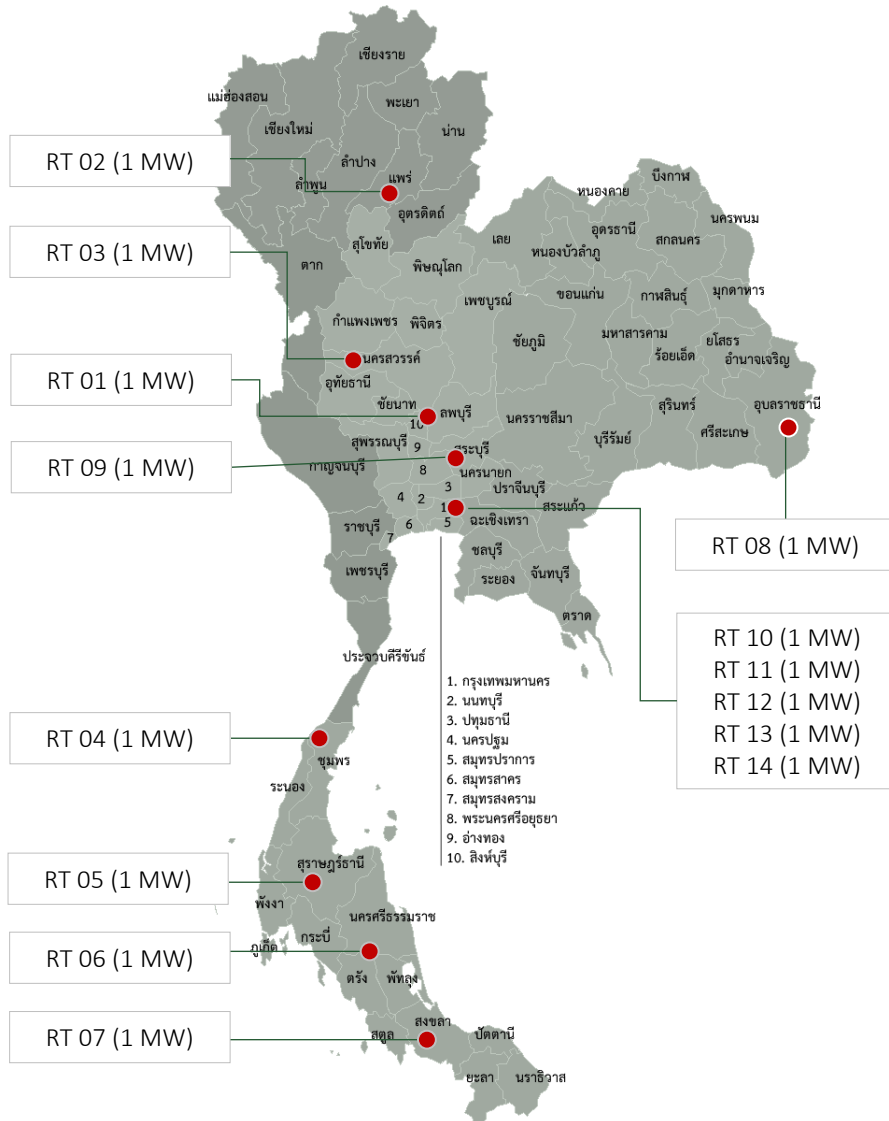 เชียงราย
แม่ฮ่องสอน
พะเยา
เชียงใหม่
น่าน
ลำปาง
RT 02 (1 MW)
ลำพูน
แพร่
อุตรดิตถ์
บึงกาฬ
หนองคาย
นครพนม
อุดรธานี
สกลนคร
เลย
หนองบัวลำภู
สุโขทัย
RT 03 (1 MW)
ตาก
พิษณุโลก
เพชบูรณ์
ขอนแก่น
กาฬสินธุ์
มุกดาหาร
กำแพงเพชร
พิจิตร
ชัยภูมิ
มหาสารคาม
ยโสธร
ร้อยเอ็ด
อำนาจเจริญ
นครสวรรค์
RT 01 (1 MW)
อุทัยธานี
ชัยนาท
ลพบุรี
10
นครราชสีมา
สุรินทร์
อุบลราชธานี
บุรีรัมย์
ศรีสะเกษ
สุพรรณบุรี
9
สระบุรี
RT 09 (1 MW)
กาญจนบุรี
8
นครนายก
3
ปราจีนบุรี
4
2
1
สระแก้ว
ราชบุรี
6
5
ฉะเชิงเทรา
7
ชลบุรี
RT 08 (1 MW)
เพชรบุรี
ระยอง
จันทบุรี
ตราด
ประจวบคีรีขันธ์
RT 10 (1 MW)
RT 11 (1 MW)
RT 12 (1 MW)
RT 13 (1 MW)
RT 14 (1 MW)
1. กรุงเทพมหานคร
2. นนทบุรี
3. ปทุมธานี
4. นครปฐม
5. สมุทรปราการ
6. สมุทรสาคร
7. สมุทรสงคราม
8. พระนครศรีอยุธยา
9. อ่างทอง
10. สิงห์บุรี
RT 04 (1 MW)
ชุมพร
ระนอง
สุราษฎร์ธานี
RT 05 (1 MW)
พังงา
นครศรีธรรมราช
กระบี่
ภูเก็ต
RT 06 (1 MW)
ตรัง
พัทลุง
RT 07 (1 MW)
สงขลา
สตูล
ปัตตานี
ยะลา
นราธิวาส